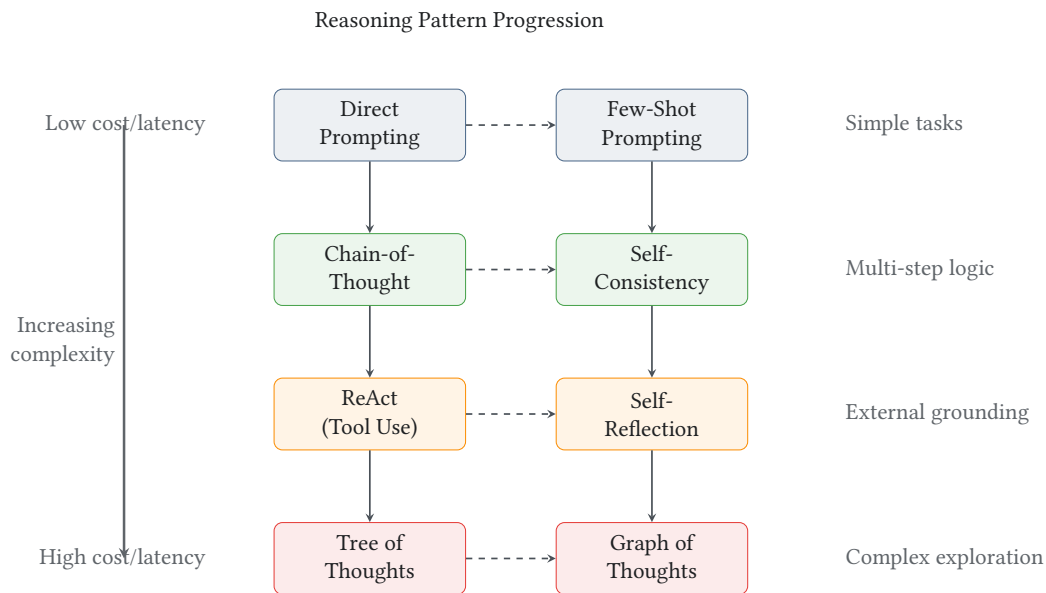 Reasoning Pattern Progression
Low cost/latency
Direct
Prompting
Few-Shot
Prompting
Simple tasks
Chain-of-
Thought
Self-
Consistency
Multi-step logic
Increasing
complexity
ReAct
(Tool Use)
Self-
Reflection
External grounding
High cost/latency
Tree of
Thoughts
Graph of
Thoughts
Complex exploration